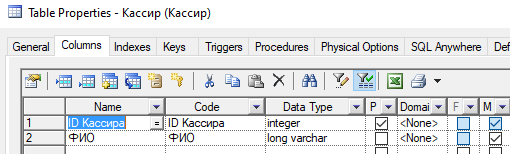 Table Properties - Кассир (Кассир)
General Columns Indexes Keys Triggers Procedures Physical Options SQL Anywhere Def
Name Code Data Type P Domai F M
1 ID Кассира = ID Кассира integer <None>
2 ФИО ФИО long varchar <None>